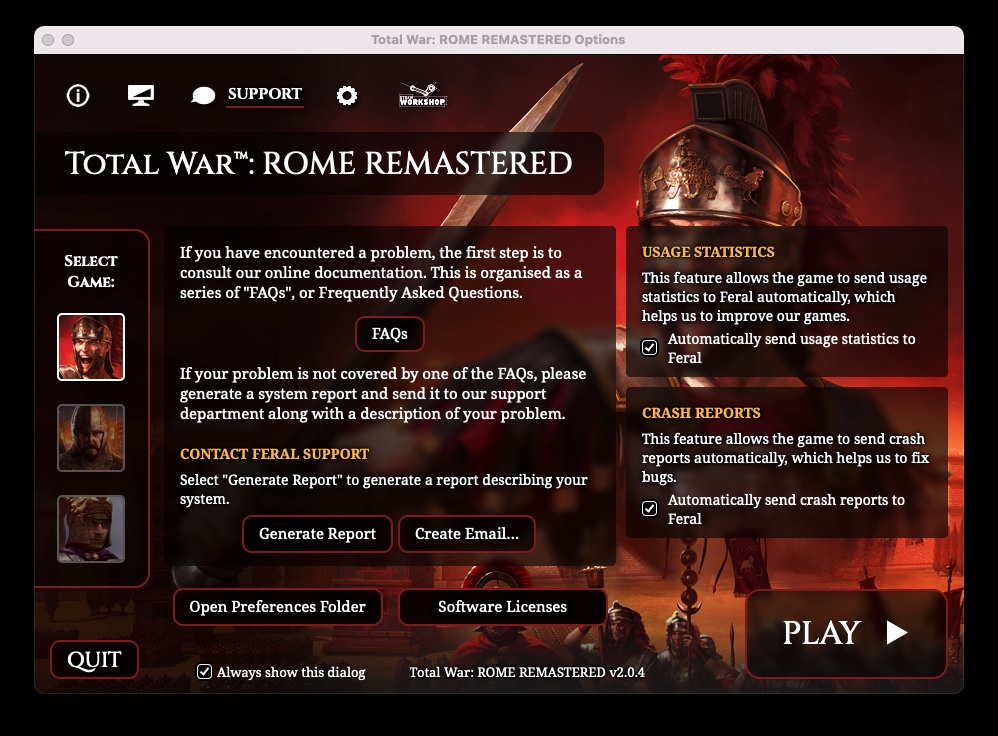 Total War: ROME REMASTERED Options
SUPPORT
STEAM
WORKSHOP
TOTAL WAR™: ROME REMASTERED
SELECT
GAME:
If you have encountered a problem, the first step is to
consult our online documentation. This is organised as a
series of "FAQs", or Frequently Asked Questions.
FAQs
If your problem is not covered by one of the FAQs, please
generate a system report and send it to our support
department along with a description of your problem.
CONTACT FERAL SUPPORT
Select "Generate Report" to generate a report describing your
system.
Generate Report
Create Email...
USAGE STATISTICS
This feature allows the game to send usage
statistics to Feral automatically, which
helps us to improve our games.
Automatically send usage statistics to
Feral
CRASH REPORTS
This feature allows the game to send crash
reports automatically, which helps us to fix
bugs.
Automatically send crash reports to
Feral
Open Preferences Folder
Software Licenses
PLAY
QUIT
Always show this dialog
Total War: ROME REMASTERED v2.0.4